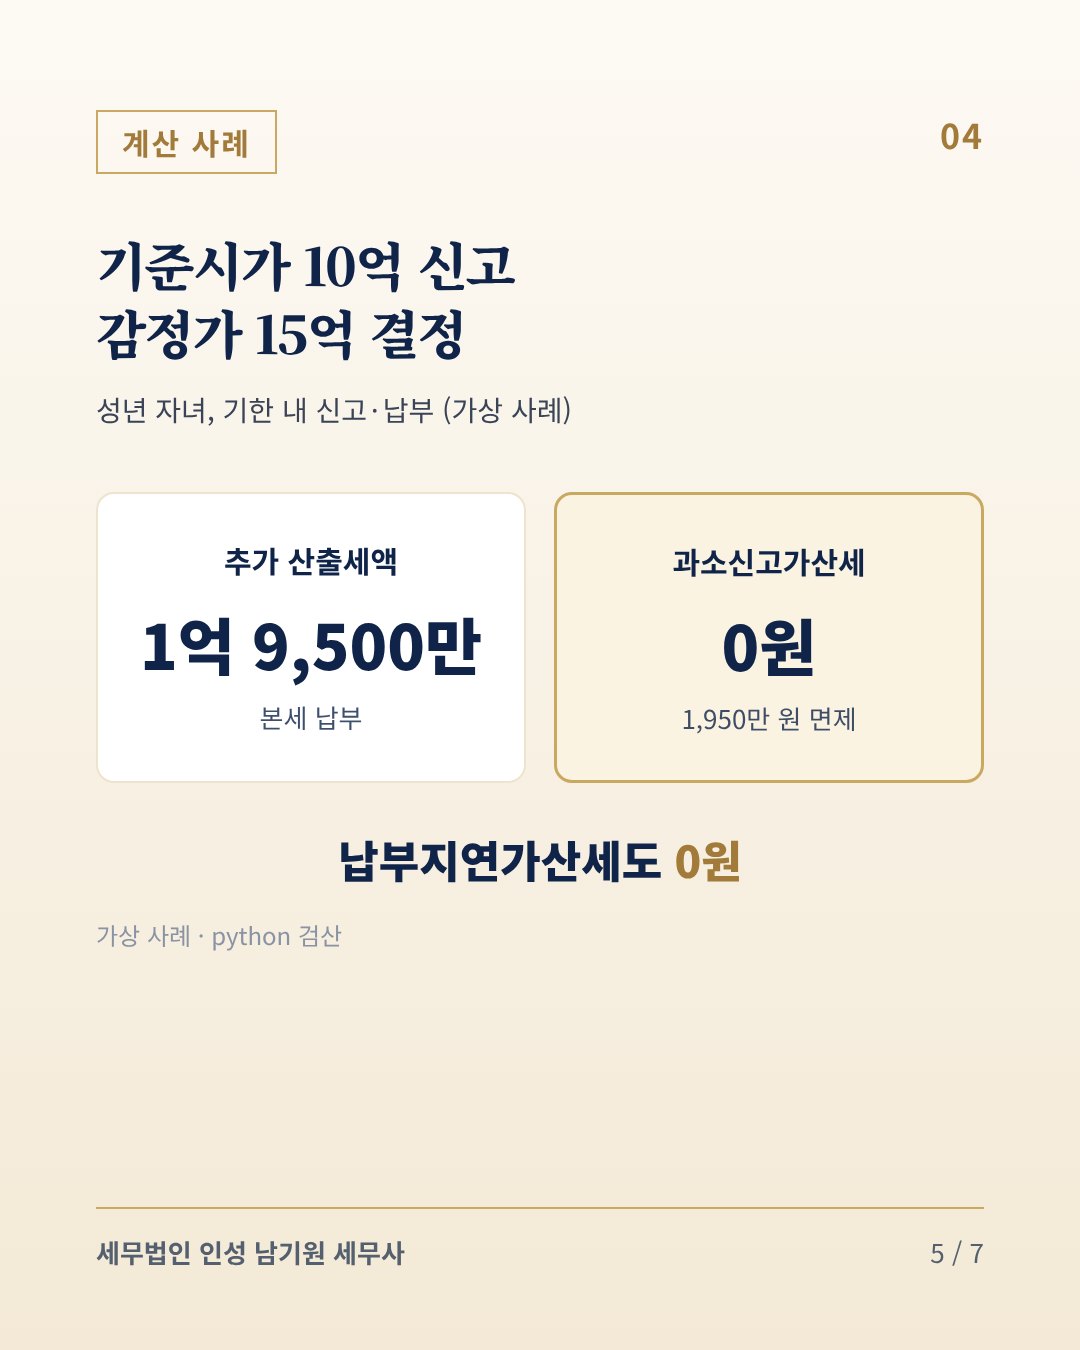 계산 사례
04
기준시가 10억 신고
감정가 15억 결정
성년 자녀, 기한 내 신고·납부 (가상 사례)
추가 산출세액
1억 9,500만
본세 납부
과소신고가산세
0원
1,950만 원 면제
납부지연가산세도 0원
가상 사례 · python 검산
세무법인 인성 남기원 세무사
5 / 7